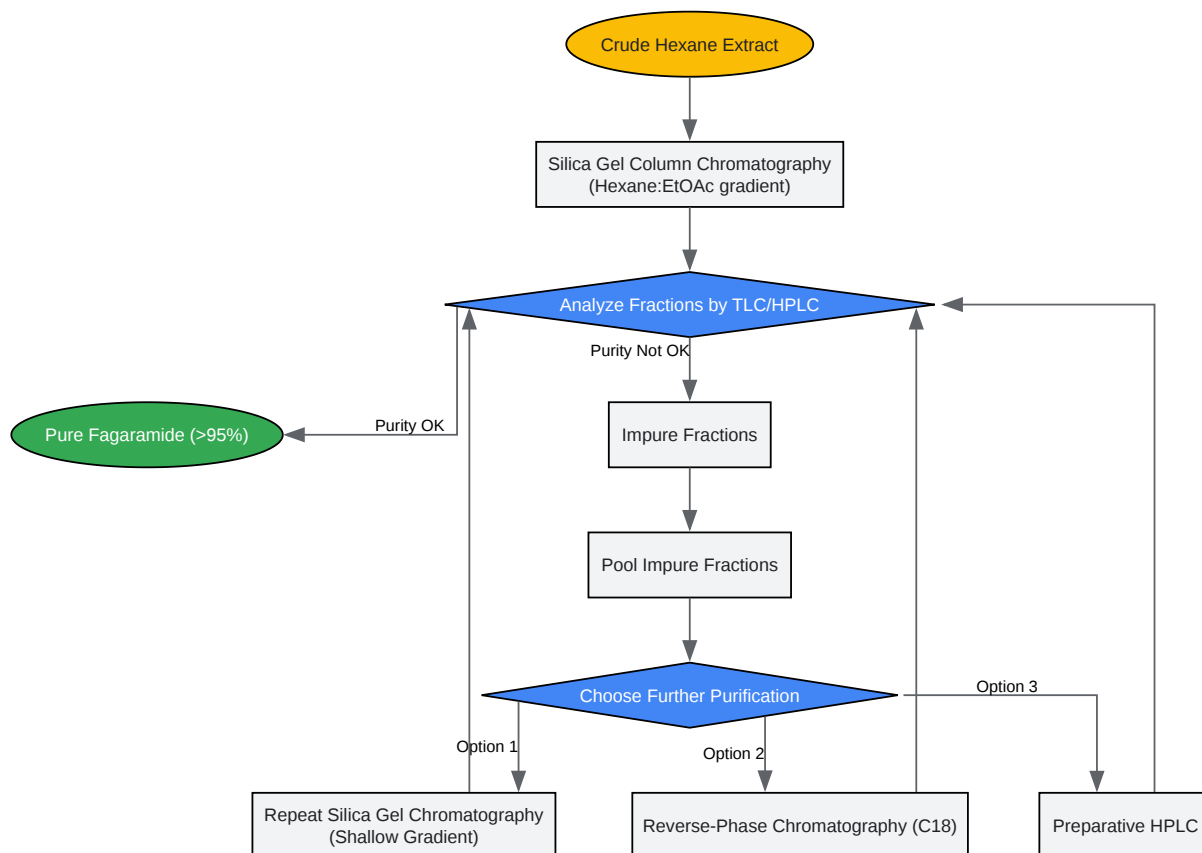 Crude Hexane Extract
Silica Gel Column Chromatography
(Hexane:EtOAc gradient)
Analyze Fractions by TLC/HPLC
Purity Not OK
Purity OK
Pure Fagaramide (>95%)
Impure Fractions
Pool Impure Fractions
Choose Further Purification
Option 1
Option 2
Option 3
Repeat Silica Gel Chromatography
(Shallow Gradient)
Reverse-Phase Chromatography (C18)
Preparative HPLC